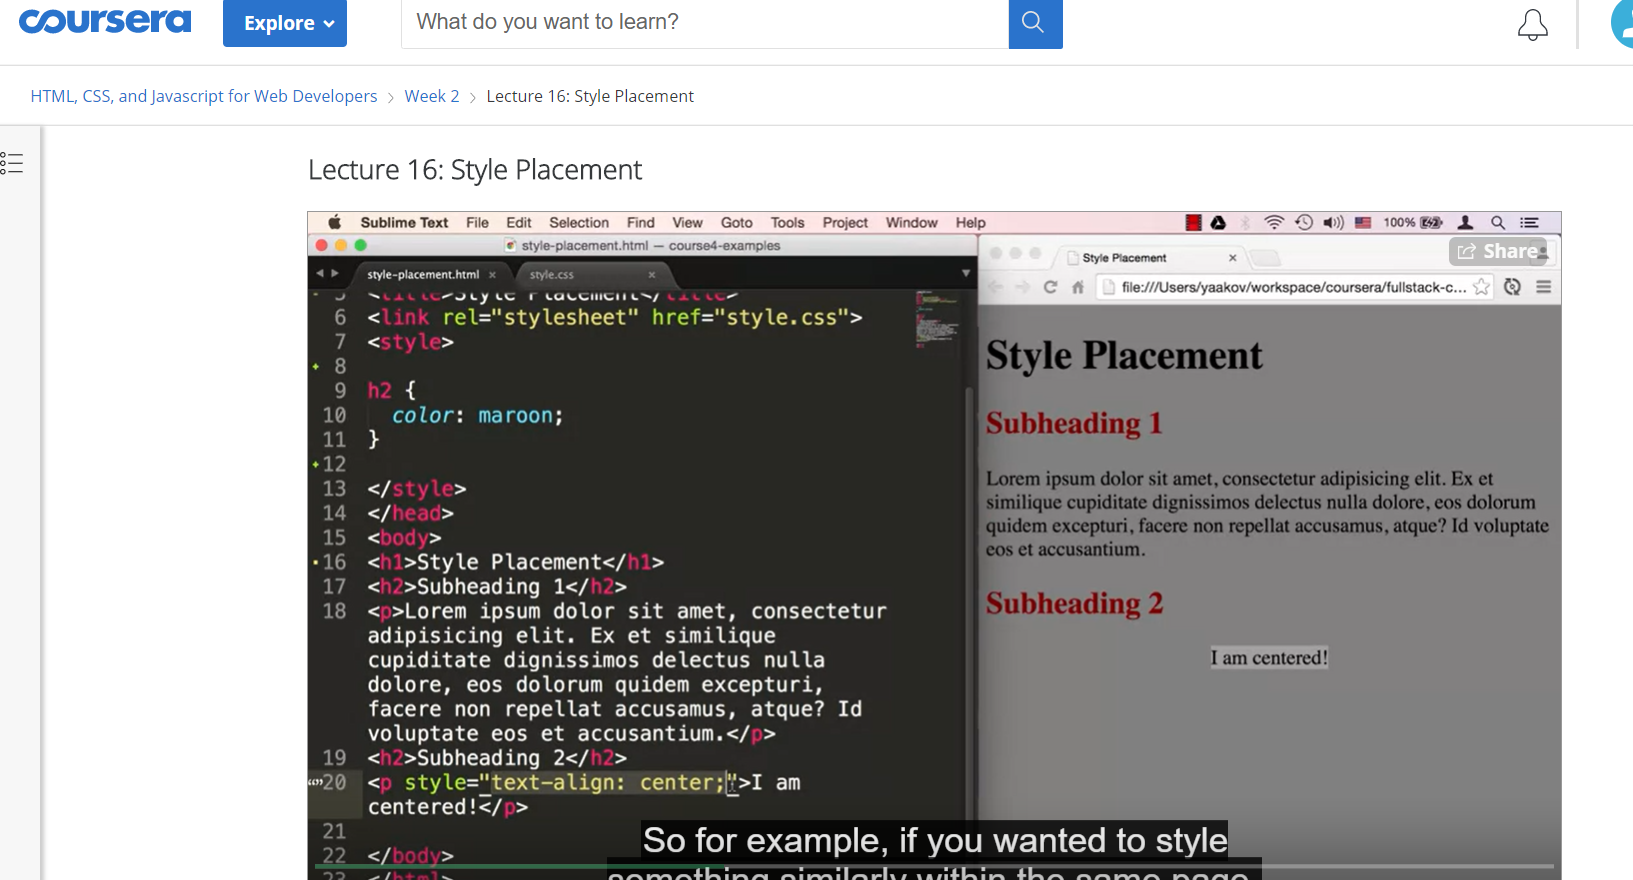 coursera
Explore
What do you want to learn?
HTML, CSS, and Javascript for Web Developers > Week 2 > Lecture 16: Style Placement
Lecture 16: Style Placement
Sublime Text File Edit Selection Find View Goto Tools Project Window Help
100%
style-placement.html — course4-examples
style-placement.html ×
style.css ×
5 <title>Style Placement</title>
6 <link rel="stylesheet" href="style.css">
7 <style>
8
9 h2 {
10 color: maroon;
11 }
12
13 </style>
14 </head>
15 <body>
16 <h1>Style Placement</h1>
17 <h2>Subheading 1</h2>
18 <p>Lorem ipsum dolor sit amet, consectetur
adipisicing elit. Ex et similique
cupiditate dignissimos delectus nulla
dolore, eos dolorum quidem excepturi,
facere non repellat accusamus, atque? Id
voluptate eos et accusantium.</p>
19 <h2>Subheading 2</h2>
20 <p style="text-align: center;">I am
centered!</p>
21
22 </body>
23 </html>
Style Placement ×
Share
file:///Users/yaakov/workspace/coursera/fullstack-c...
Style Placement
Subheading 1
Lorem ipsum dolor sit amet, consectetur adipisicing elit. Ex et
similique cupiditate dignissimos delectus nulla dolore, eos dolorum
quidem excepturi, facere non repellat accusamus, atque? Id voluptate
eos et accusantium.
Subheading 2
I am centered!
So for example, if you wanted to style
something similarly within the same page,